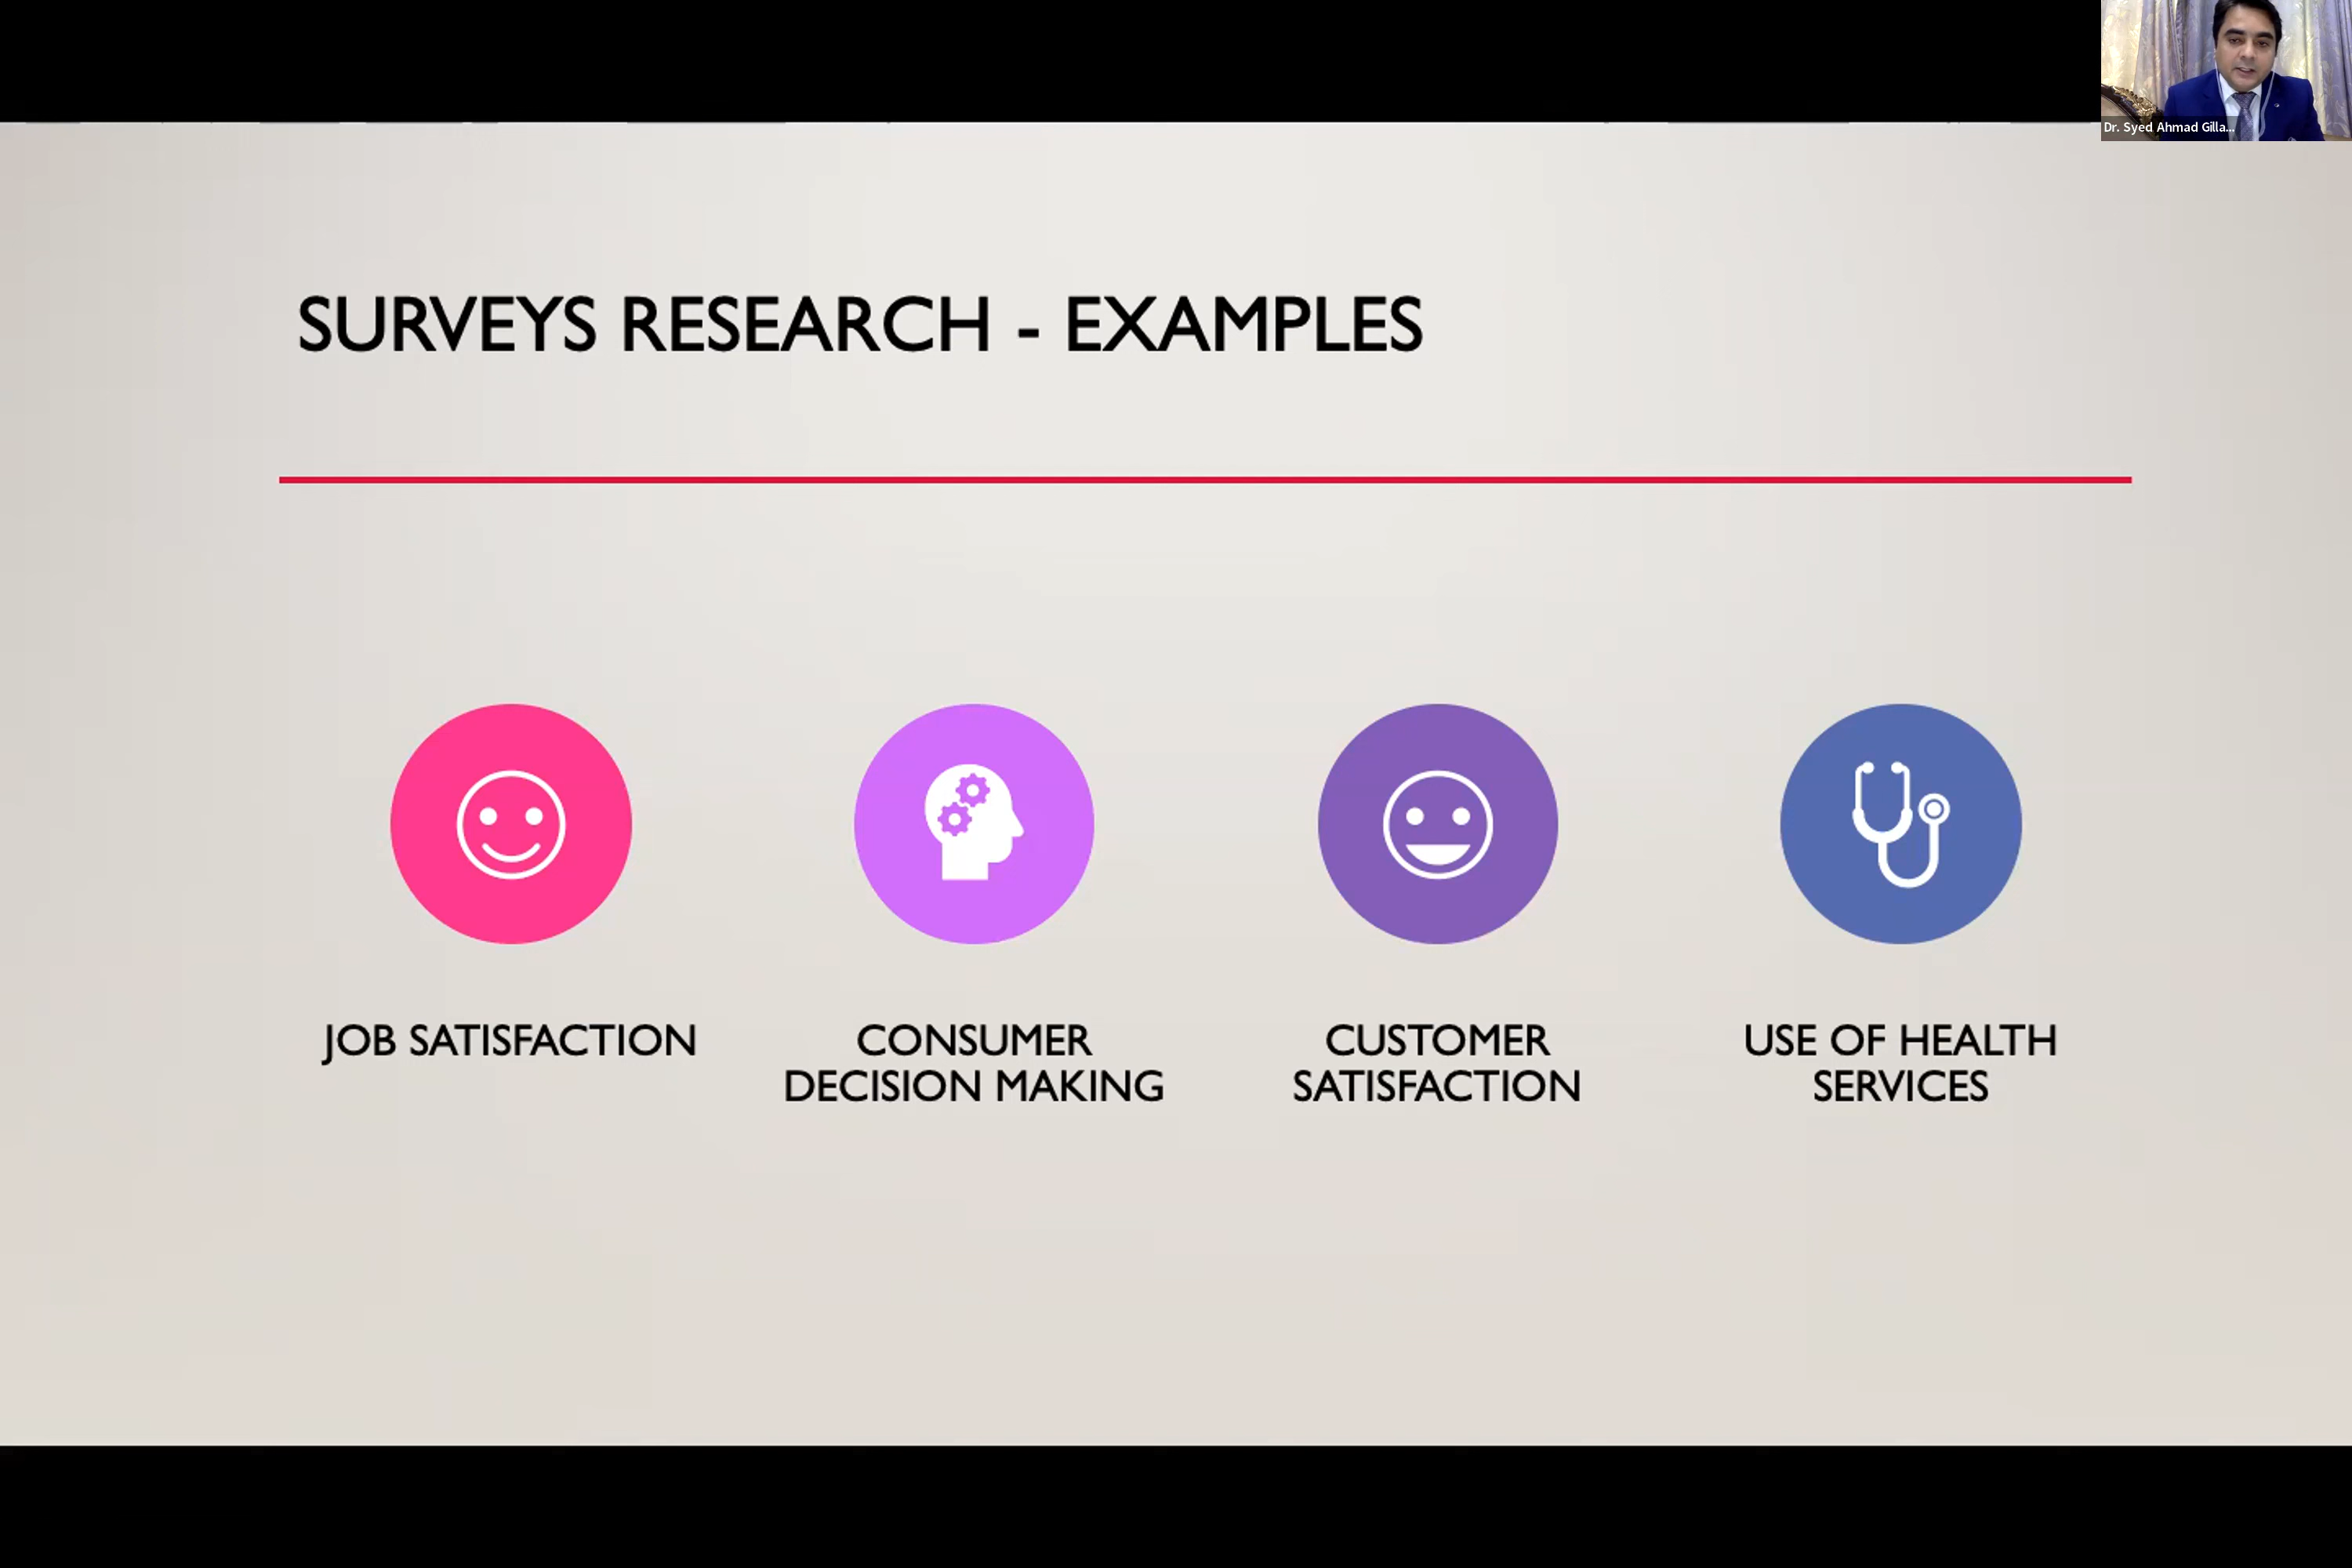 Dr. Syed Ahmad Gilla...
SURVEYS RESEARCH - EXAMPLES
JOB SATISFACTION
CONSUMER
DECISION MAKING
CUSTOMER
SATISFACTION
USE OF HEALTH
SERVICES